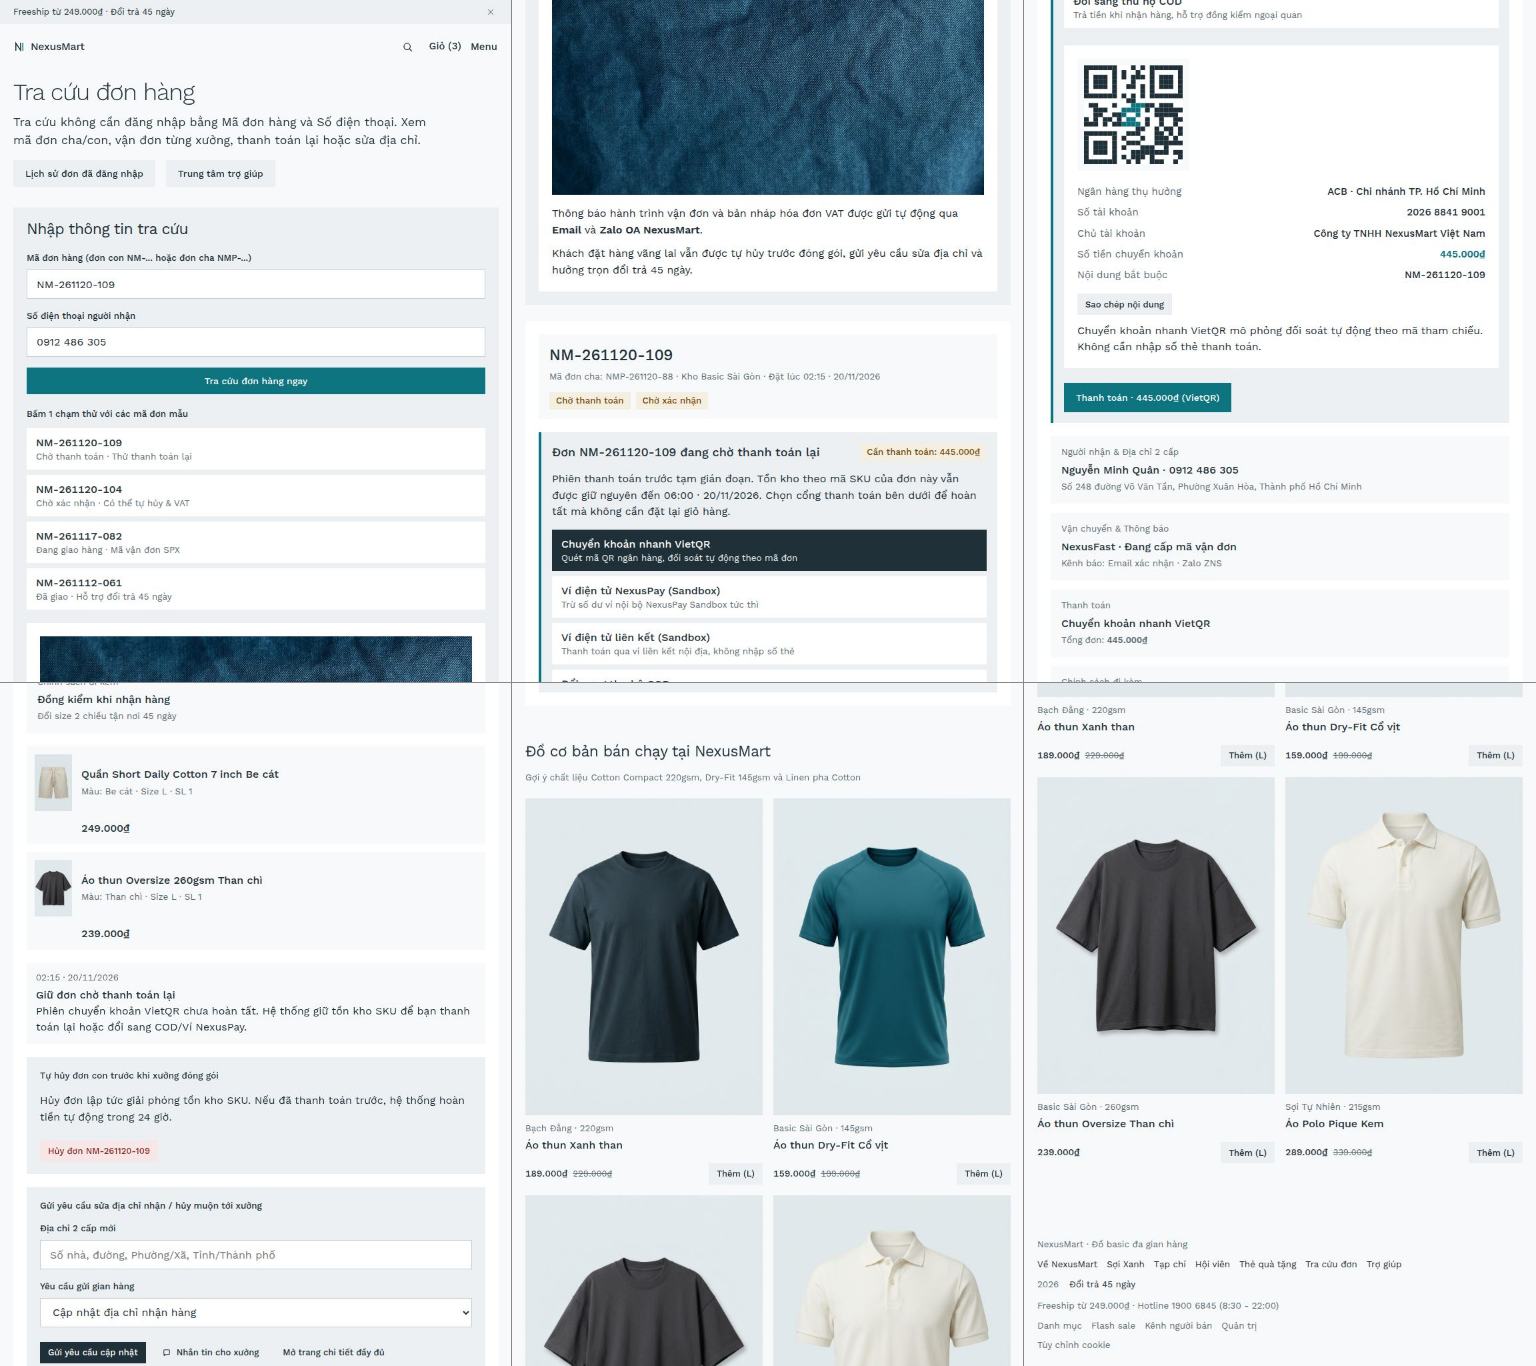 Freeship từ 249.000₫ · Đổi trả 45 ngày
×
NexusMart
Giỏ (3)
Menu
Tra cứu đơn hàng
Tra cứu không cần đăng nhập bằng Mã đơn hàng và Số điện thoại. Xem
mã đơn cha/con, vận đơn từng xưởng, thanh toán lại hoặc sửa địa chỉ.
Lịch sử đơn đã đăng nhập
Trung tâm trợ giúp
Nhập thông tin tra cứu
Mã đơn hàng (đơn con NM-... hoặc đơn cha NMP-...)
NM-261120-109
Số điện thoại người nhận
0912 486 305
Tra cứu đơn hàng ngay
Bấm 1 chạm thử với các mã đơn mẫu
NM-261120-109
Chờ thanh toán · Thử thanh toán lại
NM-261120-104
Chờ xác nhận · Có thể tự hủy & VAT
NM-261117-082
Đang giao hàng · Mã vận đơn SPX
NM-261112-061
Đã giao · Hỗ trợ đổi trả 45 ngày
Thông báo hành trình vận đơn và bản nháp hóa đơn VAT được gửi tự động qua
Email và Zalo OA NexusMart.
Khách đặt hàng vãng lai vẫn được tự hủy trước đóng gói, gửi yêu cầu sửa địa chỉ và
hưởng trọn đổi trả 45 ngày.
NM-261120-109
Mã đơn cha: NMP-261120-88 · Kho Basic Sài Gòn · Đặt lúc 02:15 · 20/11/2026
Chờ thanh toán
Chờ xác nhận
Đơn NM-261120-109 đang chờ thanh toán lại
Cần thanh toán: 445.000₫
Phiên thanh toán trước tạm gián đoạn. Tồn kho theo mã SKU của đơn này vẫn
được giữ nguyên đến 06:00 · 20/11/2026. Chọn cổng thanh toán bên dưới để hoàn
tất mà không cần đặt lại giỏ hàng.
Chuyển khoản nhanh VietQR
Quét mã QR ngân hàng, đối soát tự động theo mã đơn
Ví điện tử NexusPay (Sandbox)
Trừ số dư ví nội bộ NexusPay Sandbox tức thì
Ví điện tử liên kết (Sandbox)
Thanh toán qua ví liên kết nội địa, không nhập số thẻ
Đổi sang thu hộ COD
Trả tiền khi nhận hàng, hỗ trợ đồng kiểm ngoại quan
Ngân hàng thụ hưởng
ACB · Chi nhánh TP. Hồ Chí Minh
Số tài khoản
2026 8841 9001
Chủ tài khoản
Công ty TNHH NexusMart Việt Nam
Số tiền chuyển khoản
445.000₫
Nội dung bắt buộc
NM-261120-109
Sao chép nội dung
Chuyển khoản nhanh VietQR mô phỏng đối soát tự động theo mã tham chiếu.
Không cần nhập số thẻ thanh toán.
Thanh toán · 445.000₫ (VietQR)
Người nhận & Địa chỉ 2 cấp
Nguyễn Minh Quân · 0912 486 305
Số 248 đường Võ Văn Tần, Phường Xuân Hòa, Thành phố Hồ Chí Minh
Vận chuyển & Thông báo
NexusFast · Đang cấp mã vận đơn
Kênh báo: Email xác nhận · Zalo ZNS
Thanh toán
Chuyển khoản nhanh VietQR
Tổng đơn: 445.000₫
Chính sách đi kèm
Đồng kiểm khi nhận hàng
Đổi size 2 chiều tận nơi 45 ngày
Quần Short Daily Cotton 7 inch Be cát
Màu: Be cát · Size L · SL 1
249.000₫
Áo thun Oversize 260gsm Than chì
Màu: Than chì · Size L · SL 1
239.000₫
02:15 · 20/11/2026
Giữ đơn chờ thanh toán lại
Phiên chuyển khoản VietQR chưa hoàn tất. Hệ thống giữ tồn kho SKU để bạn thanh
toán lại hoặc đổi sang COD/Ví NexusPay.
Tự hủy đơn con trước khi xưởng đóng gói
Hủy đơn lập tức giải phóng tồn kho SKU. Nếu đã thanh toán trước, hệ thống hoàn
tiền tự động trong 24 giờ.
Hủy đơn NM-261120-109
Gửi yêu cầu sửa địa chỉ nhận / hủy muộn tới xưởng
Địa chỉ 2 cấp mới
Số nhà, đường, Phường/Xã, Tỉnh/Thành phố
Yêu cầu gửi gian hàng
Cập nhật địa chỉ nhận hàng
Gửi yêu cầu cập nhật
Nhắn tin cho xưởng
Mở trang chi tiết đầy đủ
Đồ cơ bản bán chạy tại NexusMart
Gợi ý chất liệu Cotton Compact 220gsm, Dry-Fit 145gsm và Linen pha Cotton
Bạch Đằng · 220gsm
Áo thun Xanh than
189.000₫ 229.000₫
Thêm (L)
Basic Sài Gòn · 145gsm
Áo thun Dry-Fit Cổ vịt
159.000₫ 199.000₫
Thêm (L)
Bạch Đằng · 220gsm
Áo thun Xanh than
189.000₫ 229.000₫
Thêm (L)
Basic Sài Gòn · 145gsm
Áo thun Dry-Fit Cổ vịt
159.000₫ 199.000₫
Thêm (L)
Basic Sài Gòn · 260gsm
Áo thun Oversize Than chì
239.000₫
Thêm (L)
Sợi Tự Nhiên · 215gsm
Áo Polo Pique Kem
289.000₫ 339.000₫
Thêm (L)
NexusMart · Đồ basic đa gian hàng
Về NexusMart Sợi Xanh Tạp chí Hội viên Thẻ quà tặng Tra cứu đơn Trợ giúp
2026 Đổi trả 45 ngày
Freeship từ 249.000₫ · Hotline 1900 6845 (8:30 - 22:00)
Danh mục Flash sale Kênh người bán Quản trị
Tùy chỉnh cookie